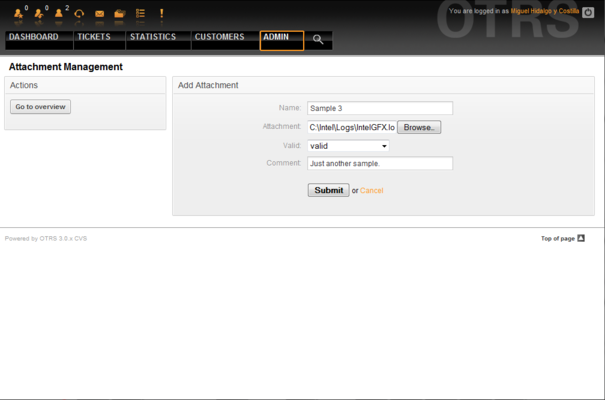 0 0 2
OTRS
You are logged in as Miguel Hidalgo y Costilla
DASHBOARD TICKETS STATISTICS CUSTOMERS ADMIN
Attachment Management
Actions
Go to overview
Add Attachment
Name: Sample 3
Attachment: C:\Intel\Logs\IntelGFX.lo Browse..
Valid: valid
Comment: Just another sample.
Submit or Cancel
Powered by OTRS 3.0.x CVS
Top of page